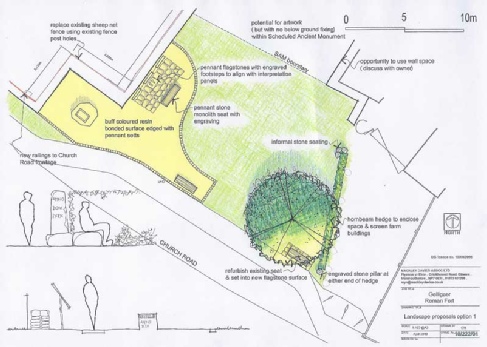 replace existing sheep net
fence using existing fence
post holes
potential for artwork
( but with no below ground fixing)
within Scheduled Ancient Monument
0 5 10m
SAM boundary
pennant flagstones with engraved
footsteps to align with interpretation
panels
opportunity to use wall space
( discuss with owner)
pennant stone
monolith seat with
engraving
buff coloured resin
bonded surface edged with
pennant setts
informal stone seating
new railings to Church
Road frontage
hornbeam hedge to enclose
space & screen farm
buildings
NORTH
CHURCH ROAD
refurbish existing seat
& set into new flagstone surface
engraved stone pillar at
either end of hedge
Gelligaer
Roman Fort
Landscape proposals option 1